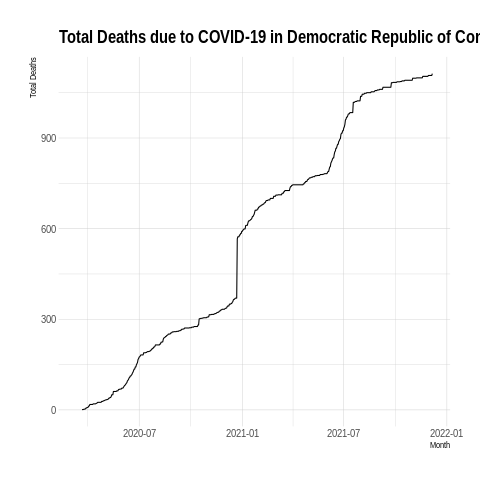 Total Deaths due to COVID-19 in Democratic Republic of Cor
Total Deaths
900
600
300
0
2020-07
2021-01
2021-07
2022-01
Month